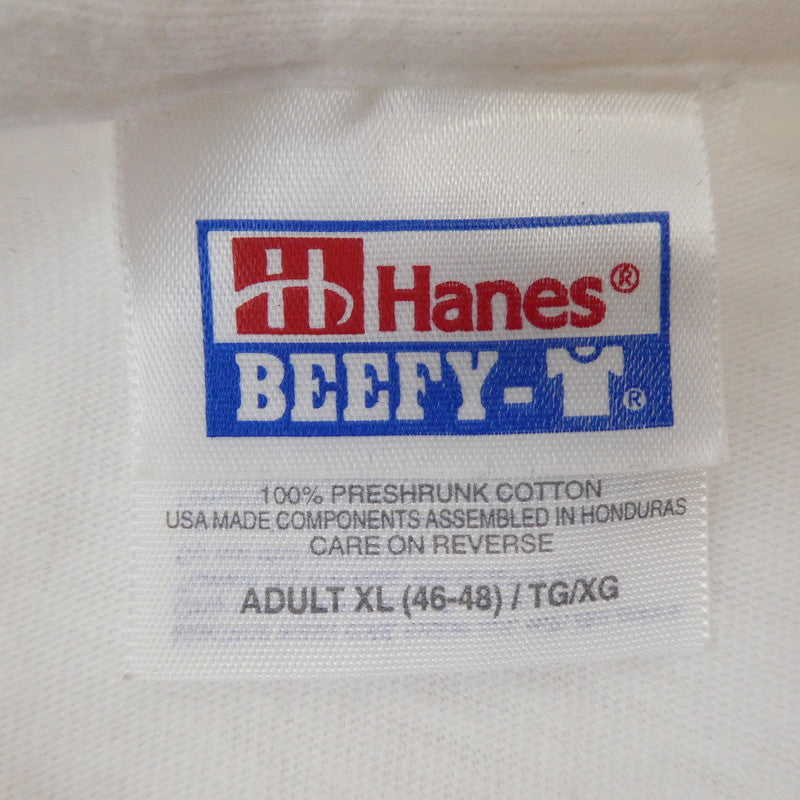 H Hanes®
BEEFY-T®
100% PRESHRUNK COTTON
USA MADE COMPONENTS ASSEMBLED IN HONDURAS
CARE ON REVERSE
ADULT XL (46-48) / TG/XG